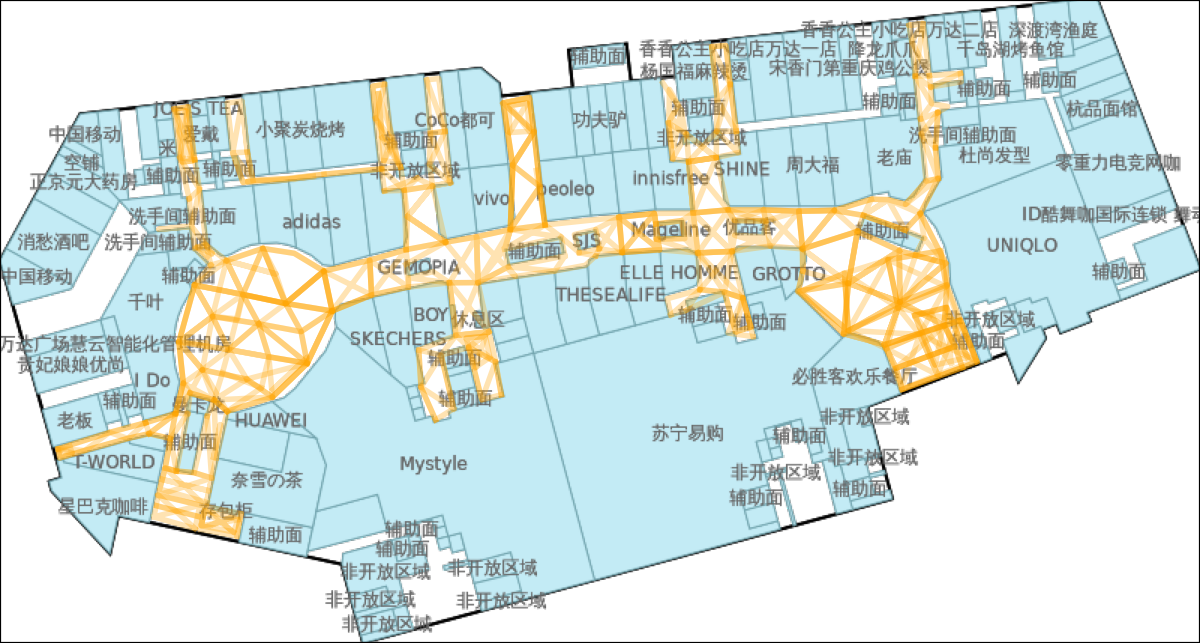 辅助面
香香公主小吃店万达二店
深渡湾渔庭
香香公主小吃店万达一店
降龙爪爪
千岛湖烤鱼馆
杨国福麻辣烫
宋香门第重庆鸡公煲
辅助面
辅助面
JOE'S TEA
CoCo都可
功夫驴
辅助面
辅助面
杭品面馆
中国移动
爱戴
小聚炭烧烤
辅助面
非开放区域
洗手间辅助面
米
空铺
辅助面
辅助面
非开放区域
SHINE
周大福
老庙
杜尚发型
零重力电竞网咖
正京元大药房
innisfree
vivo
peoleo
洗手间辅助面
adidas
ID酷舞咖国际连锁
Mageline
优品客
辅助面
消愁酒吧
洗手间辅助面
辅助面
SJS
UNIQLO
中国移动
辅助面
GEMOPIA
ELLE HOMME
GROTTO
辅助面
千叶
THESEALIFE
BOY
休息区
辅助面
辅助面
非开放区域
万达广场慧云智能化管理机房
SKECHERS
辅助面
贵妃娘娘优尚
辅助面
I Do
必胜客欢乐餐厅
辅助面
曼卡龙
辅助面
老板
HUAWEI
非开放区域
辅助面
苏宁易购
辅助面
T-WORLD
Mystyle
非开放区域
非开放区域
奈雪の茶
辅助面
辅助面
星巴克咖啡
存包柜
辅助面
辅助面
辅助面
非开放区域
非开放区域
非开放区域
非开放区域
非开放区域